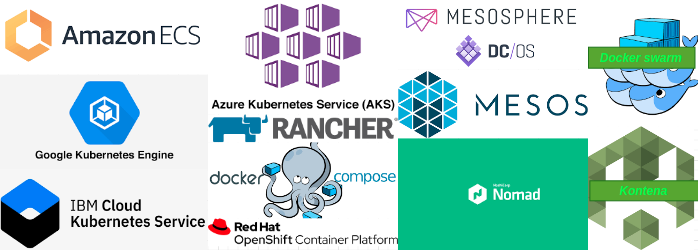 Amazon ECS
Google Kubernetes Engine
IBM Cloud
Kubernetes Service
Azure Kubernetes Service (AKS)
RANCHER
docker compose
Red Hat
OpenShift Container Platform
MESOSPHERE
DC/OS
MESOS
HashiCorp
Nomad
Docker swarm
Kontena